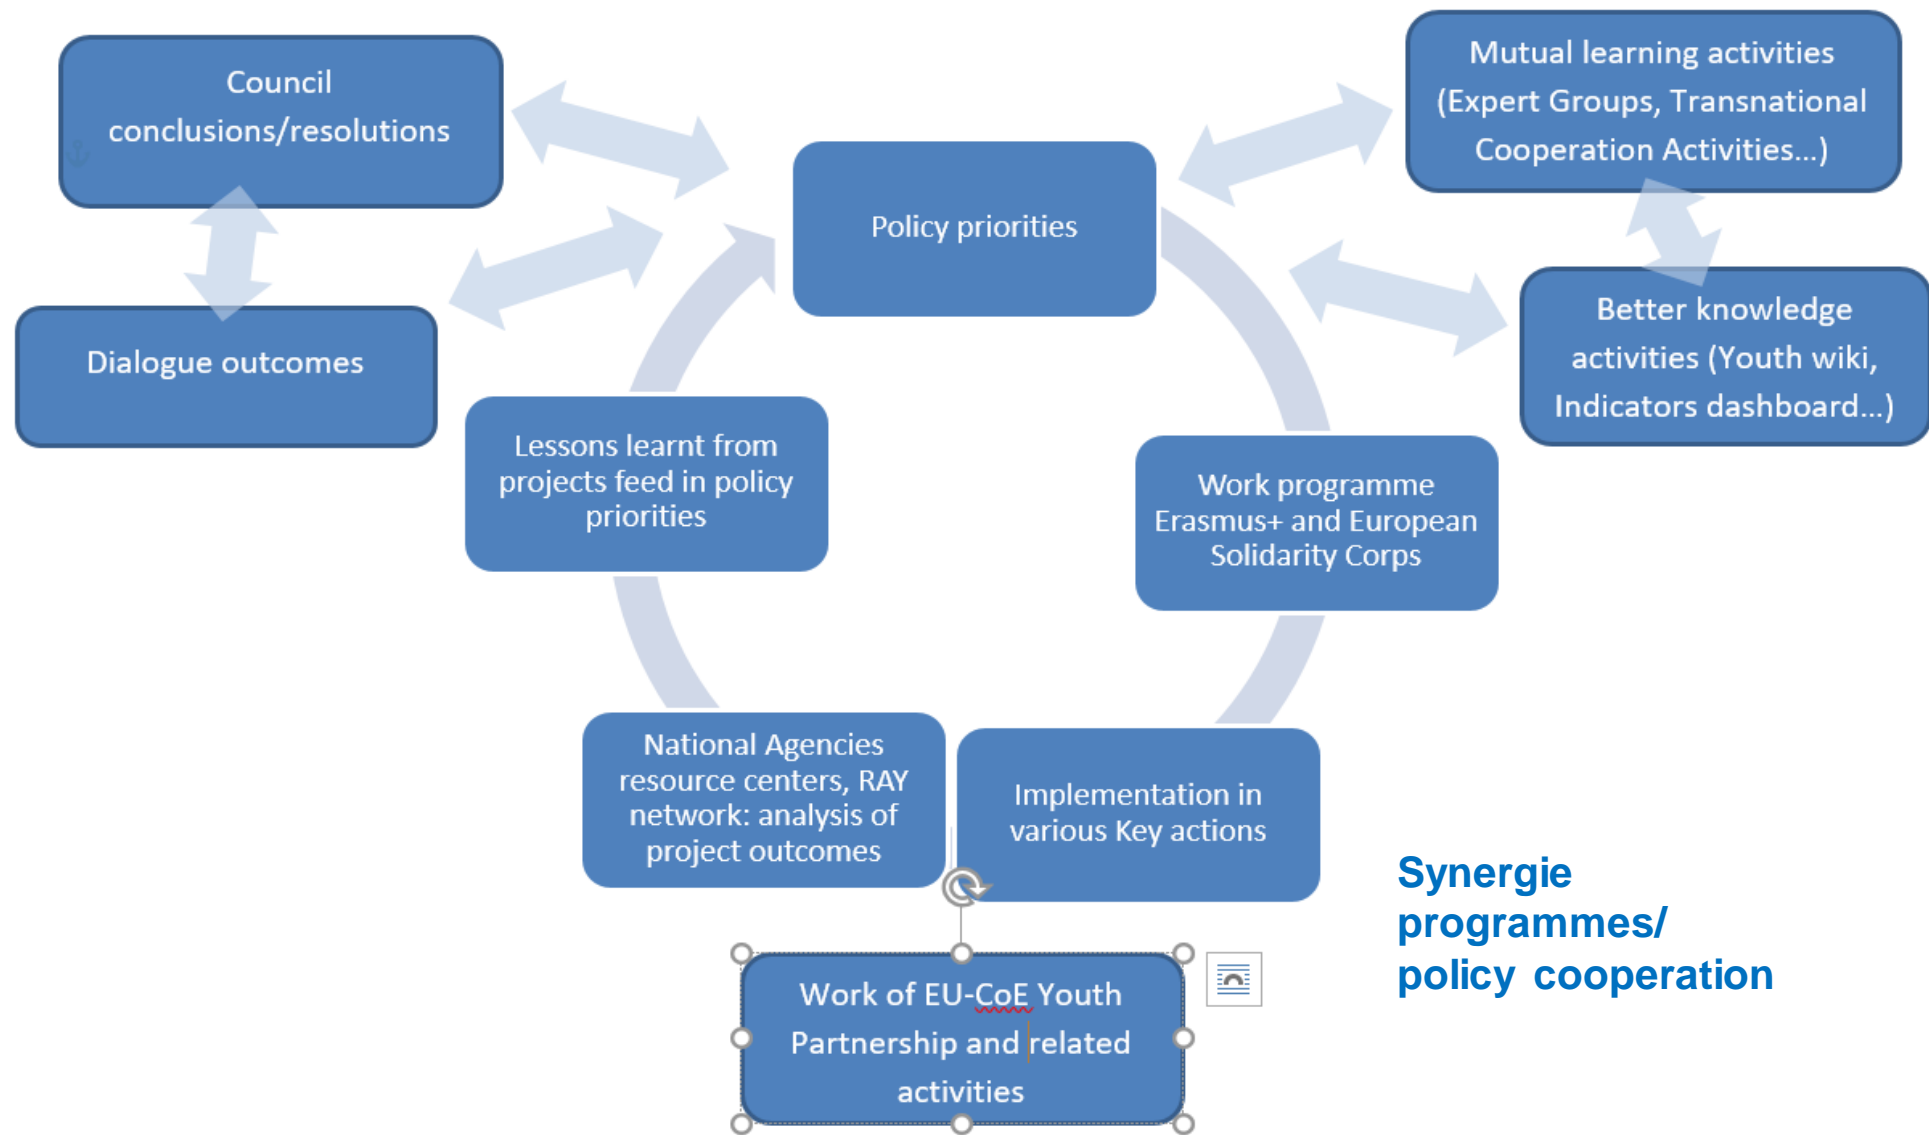 Council
conclusions/resolutions
Mutual learning activities
(Expert Groups, Transnational
Cooperation Activities...)
Policy priorities
Dialogue outcomes
Better knowledge
activities (Youth wiki,
Indicators dashboard...)
Lessons learnt from
projects feed in policy
priorities
Work programme
Erasmus+ and European
Solidarity Corps
National Agencies
resource centers, RAY
network: analysis of
project outcomes
Implementation in
various Key actions
Work of EU-CoE Youth
Partnership and related
activities
Synergie
programmes/
policy cooperation